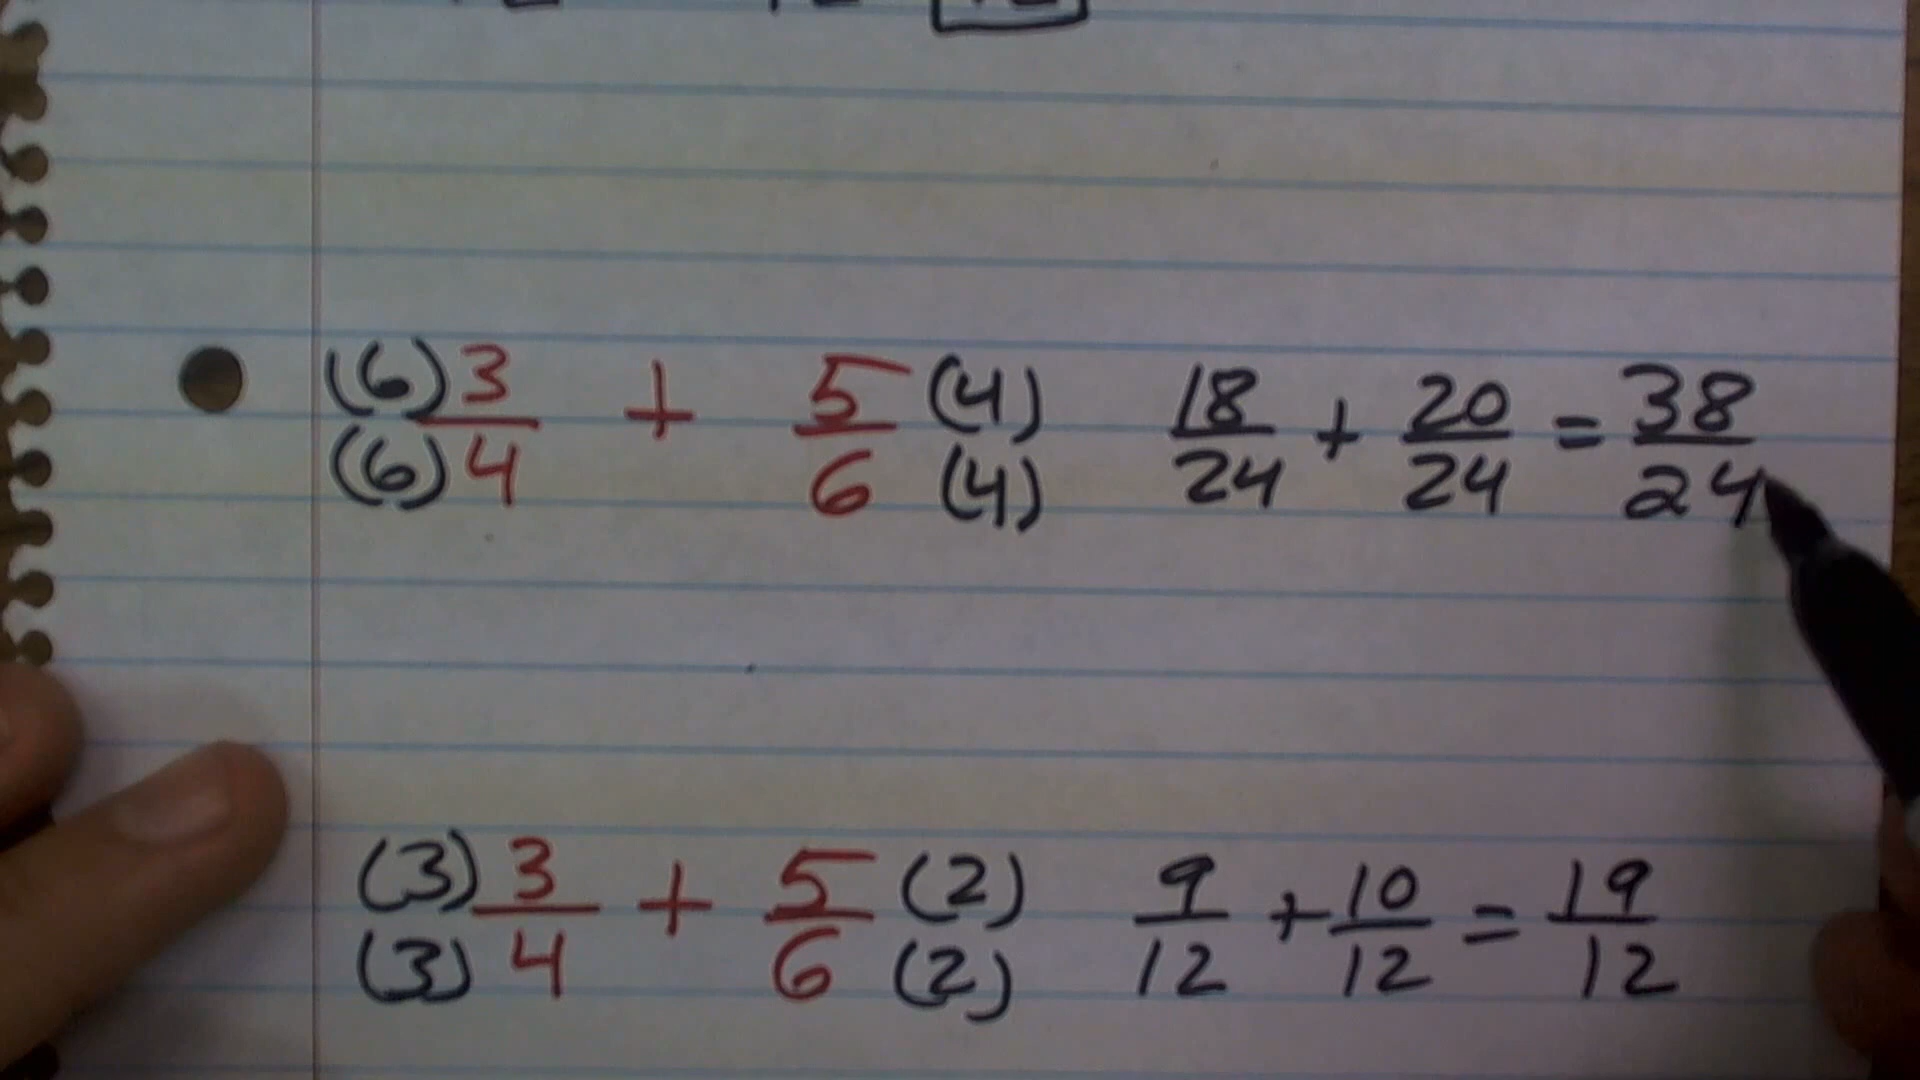 (6)3/(6)4 + 5(4)/6(4) 18/24 + 20/24 = 38/24
(3)3/(3)4 + 5(2)/6(2) 9/12 + 10/12 = 19/12